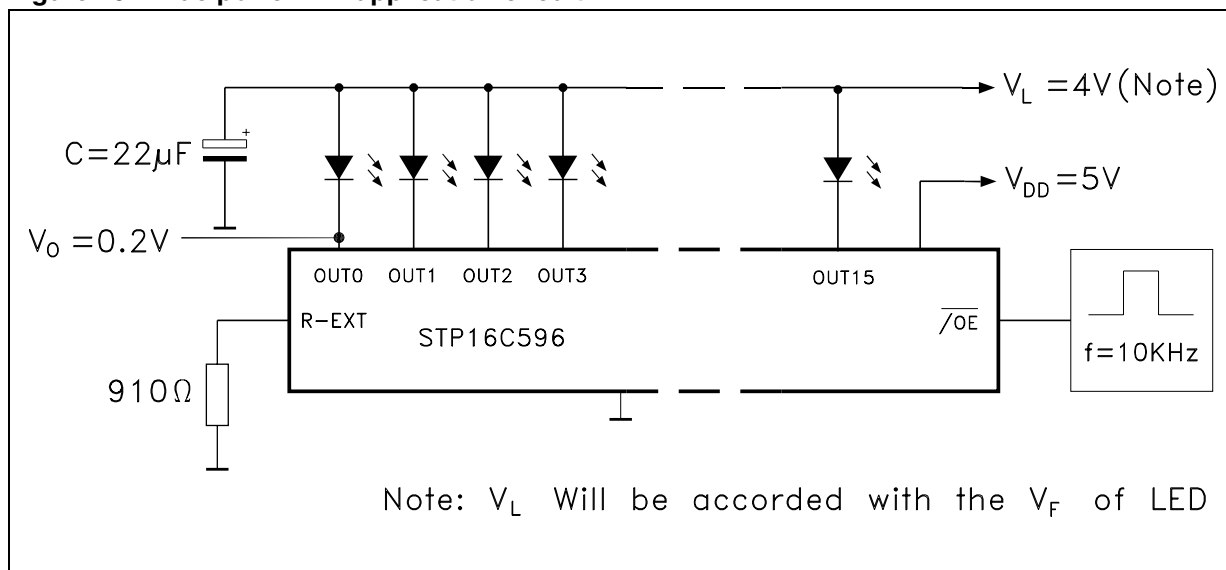 V_L =4V(Note)
C=22μF
+
V_DD=5V
V_O =0.2V
OUT0 OUT1 OUT2 OUT3 OUT15
R-EXT
STP16C596
/OE
f=10KHz
910Ω
Note: V_L Will be accorded with the V_F of LED